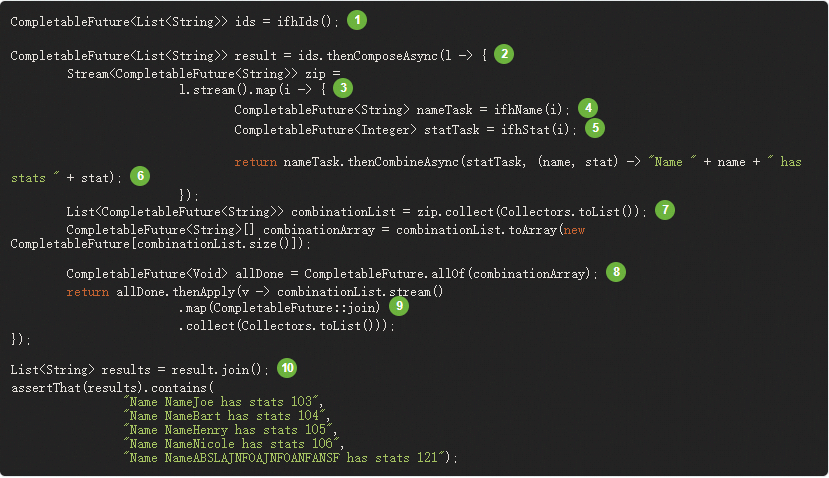 CompletableFuture<List<String>> ids = ifhIds(); 1
CompletableFuture<List<String>> result = ids.thenComposeAsync(l -> { 2
Stream<CompletableFuture<String>> zip =
l.stream().map(i -> { 3
CompletableFuture<String> nameTask = ifhName(i); 4
CompletableFuture<Integer> statTask = ifhStat(i); 5
return nameTask.thenCombineAsync(statTask, (name, stat) -> "Name " + name + " has
stats " + stat); 6
});
List<CompletableFuture<String>> combinationList = zip.collect(Collectors.toList()); 7
CompletableFuture<String>[] combinationArray = combinationList.toArray(new
CompletableFuture[combinationList.size()]);
CompletableFuture<Void> allDone = CompletableFuture.allOf(combinationArray); 8
return allDone.thenApply(v -> combinationList.stream()
.map(CompletableFuture::join) 9
.collect(Collectors.toList()));
});
List<String> results = result.join(); 10
assertThat(results).contains(
"Name NameJoe has stats 103",
"Name NameBart has stats 104",
"Name NameHenry has stats 105",
"Name NameNicole has stats 106",
"Name NameABSLAJNFOAJNFOANFANSF has stats 121");